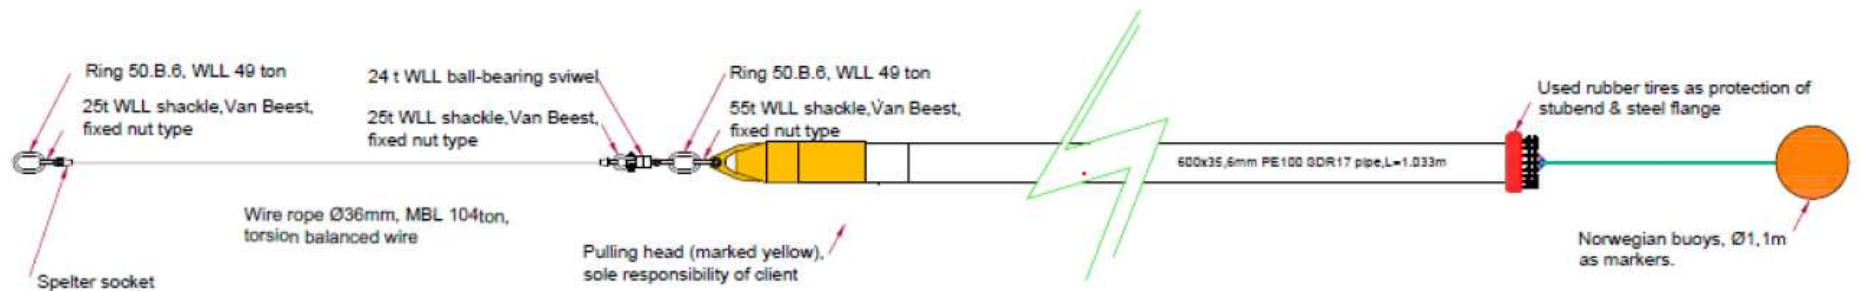 Ring 50.B.6, WLL 49 ton
25t WLL shackle,Van Beest,
fixed nut type
24 t WLL ball-bearing sviwel
25t WLL shackle,Van Beest,
fixed nut type
Ring 50.B.6, WLL 49 ton
55t WLL shackle,Van Beest,
fixed nut type
Used rubber tires as protection of
stubend & steel flange
600x35,6mm PE100 SDR17 pipe,L=1.033m
Wire rope Ø36mm, MBL 104ton,
torsion balanced wire
Pulling head (marked yellow),
sole responsibility of client
Norwegian buoys, Ø1,1m
as markers.
Spelter socket